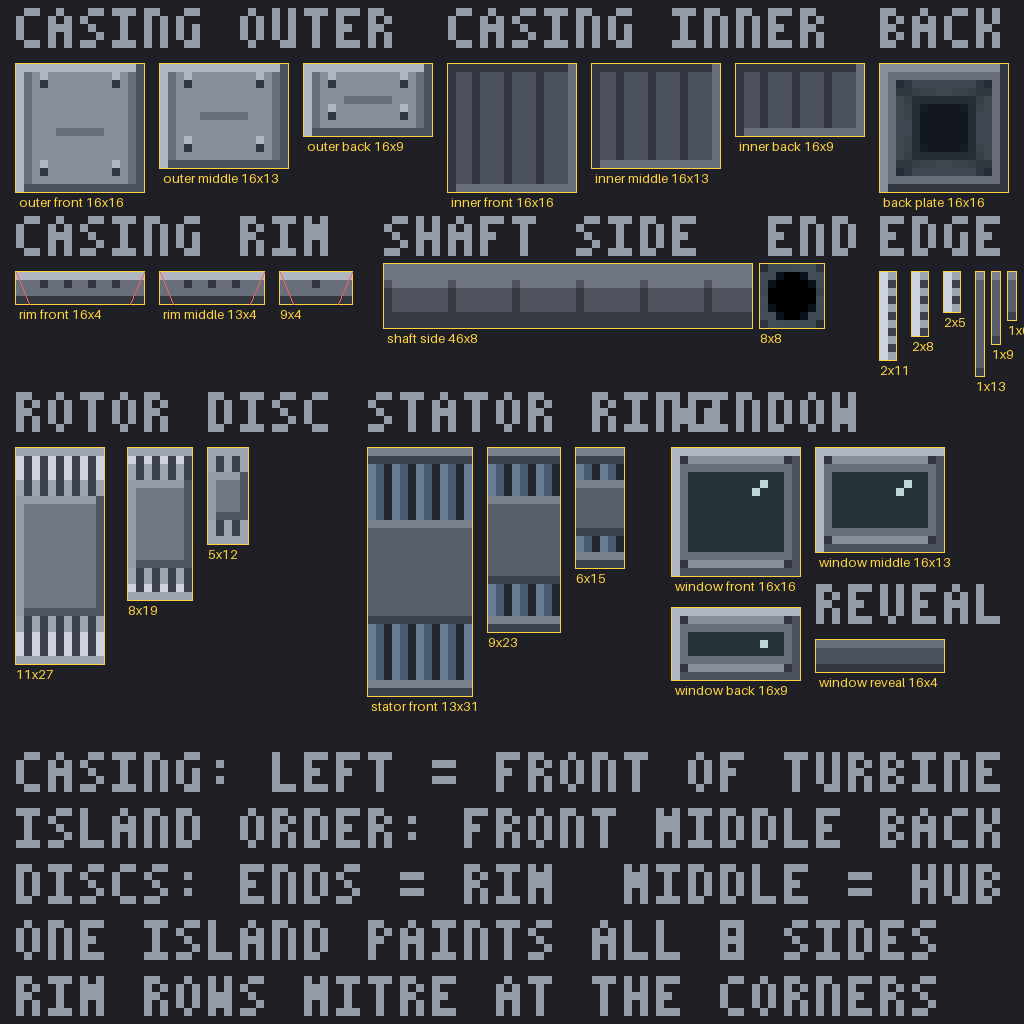 CASING OUTER CASING INNER BACK
outer front 16x16
outer middle 16x13
outer back 16x9
inner front 16x16
inner middle 16x13
inner back 16x9
back plate 16x16
CASING RIM SHAFT SIDE END EDGE
rim front 16x4
rim middle 13x4
9x4
shaft side 46x8
8x8
2x11
2x8
2x5
1x13
1x9
ROTOR DISC STATOR RING WINDOW
11x27
8x19
5x12
stator front 13x31
9x23
6x15
window front 16x16
window middle 16x13
window back 16x9
REVEAL
window reveal 16x4
CASING: LEFT = FRONT OF TURBINE
ISLAND ORDER: FRONT MIDDLE BACK
DISCS: ENDS = RIM MIDDLE = HUB
ONE ISLAND PAINTS ALL 8 SIDES
RIM ROWS MITRE AT THE CORNERS